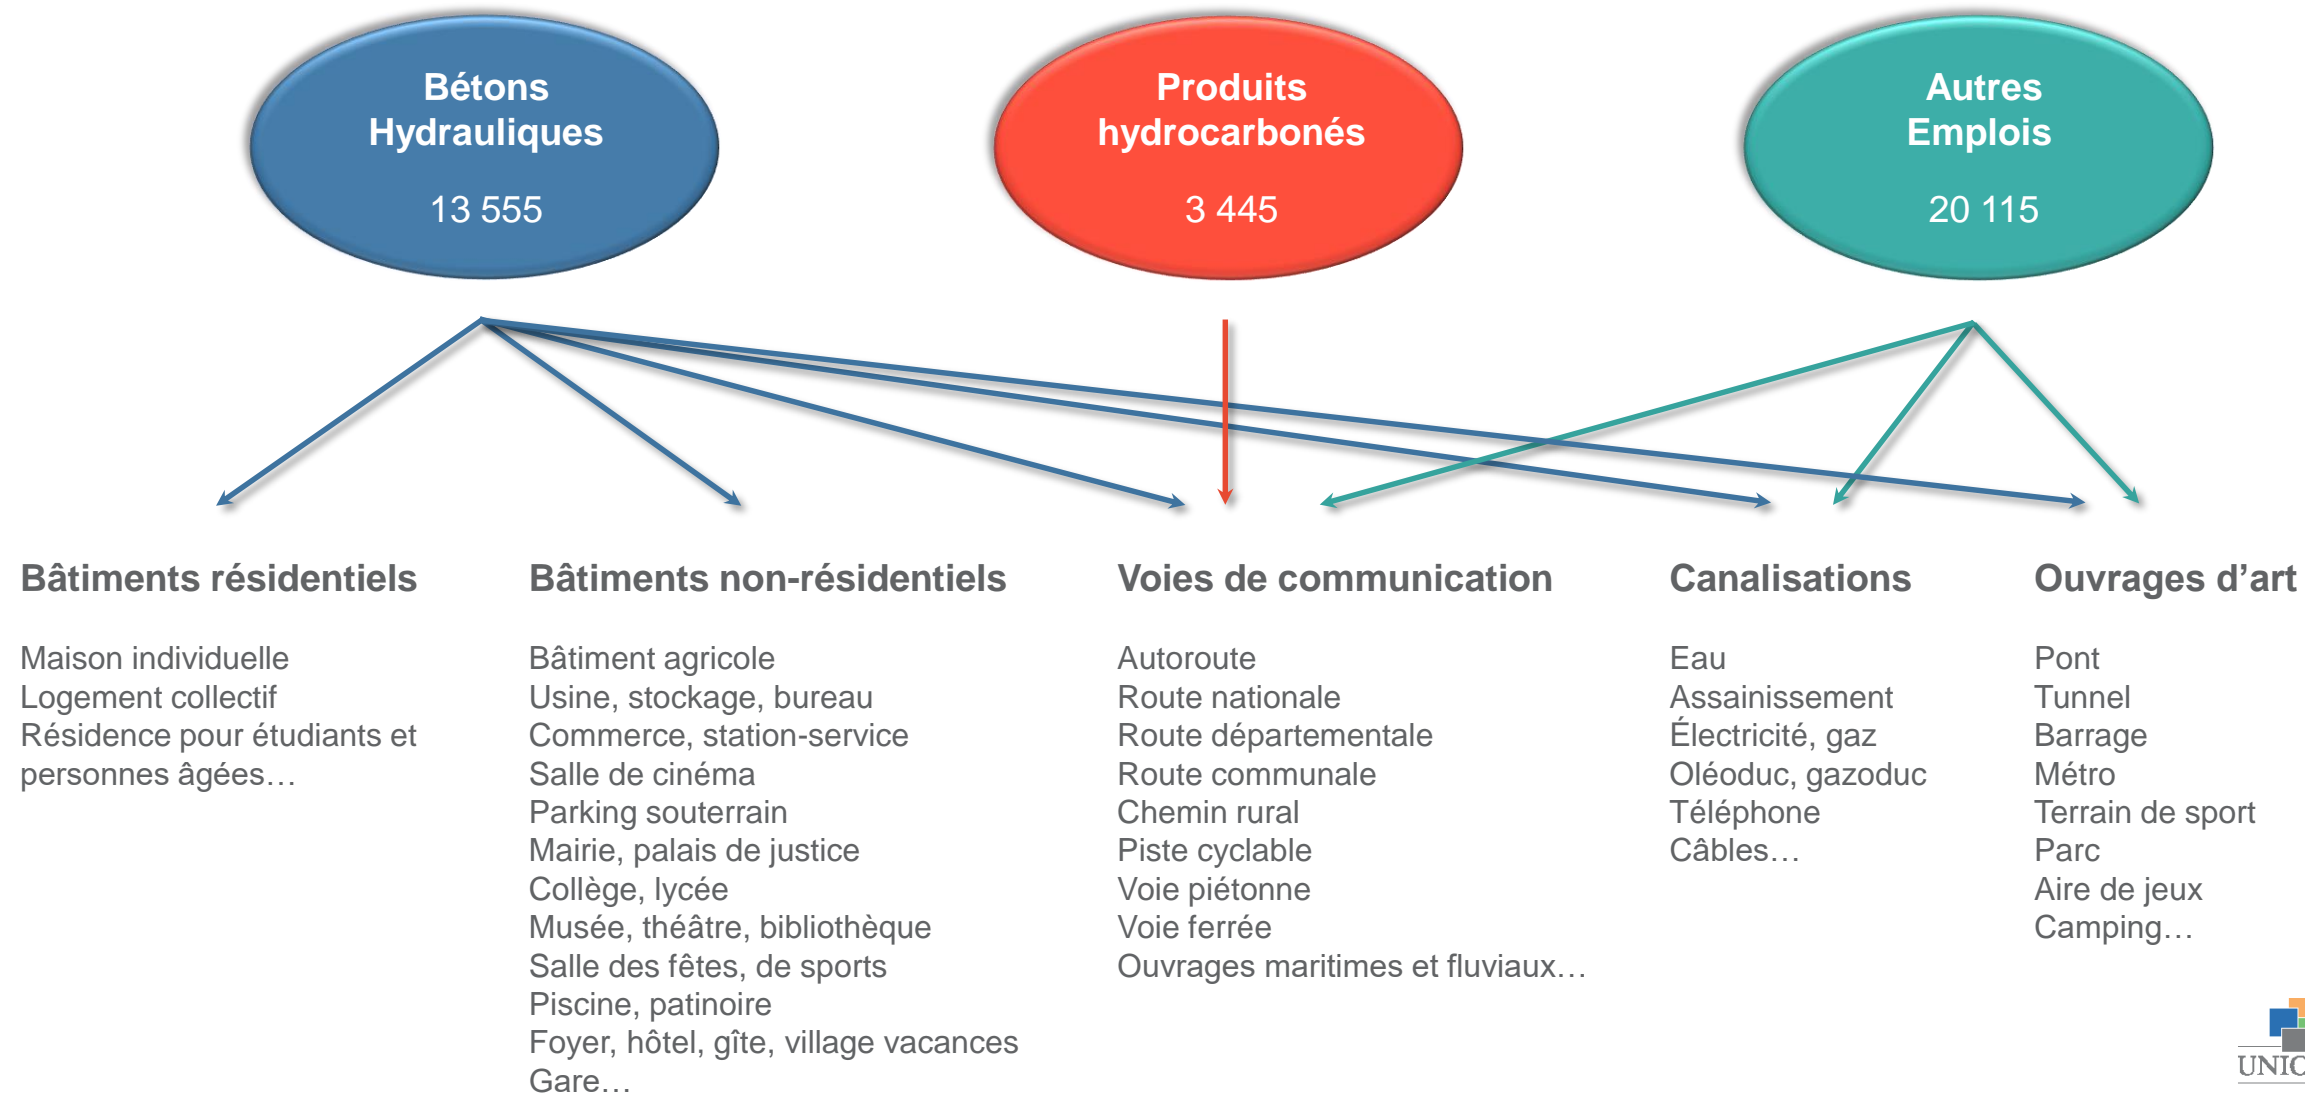 Bétons
Hydrauliques
13 555
Produits
hydrocarbonés
3 445
Autres
Emplois
20 115
Bâtiments résidentiels
Maison individuelle
Logement collectif
Résidence pour étudiants et
personnes âgées…
Bâtiments non-résidentiels
Bâtiment agricole
Usine, stockage, bureau
Commerce, station-service
Salle de cinéma
Parking souterrain
Mairie, palais de justice
Collège, lycée
Musée, théâtre, bibliothèque
Salle des fêtes, de sports
Piscine, patinoire
Foyer, hôtel, gîte, village vacances
Gare…
Voies de communication
Autoroute
Route nationale
Route départementale
Route communale
Chemin rural
Piste cyclable
Voie piétonne
Voie ferrée
Ouvrages maritimes et fluviaux…
Canalisations
Eau
Assainissement
Électricité, gaz
Oléoduc, gazoduc
Téléphone
Câbles…
Ouvrages d’art
Pont
Tunnel
Barrage
Métro
Terrain de sport
Parc
Aire de jeux
Camping…